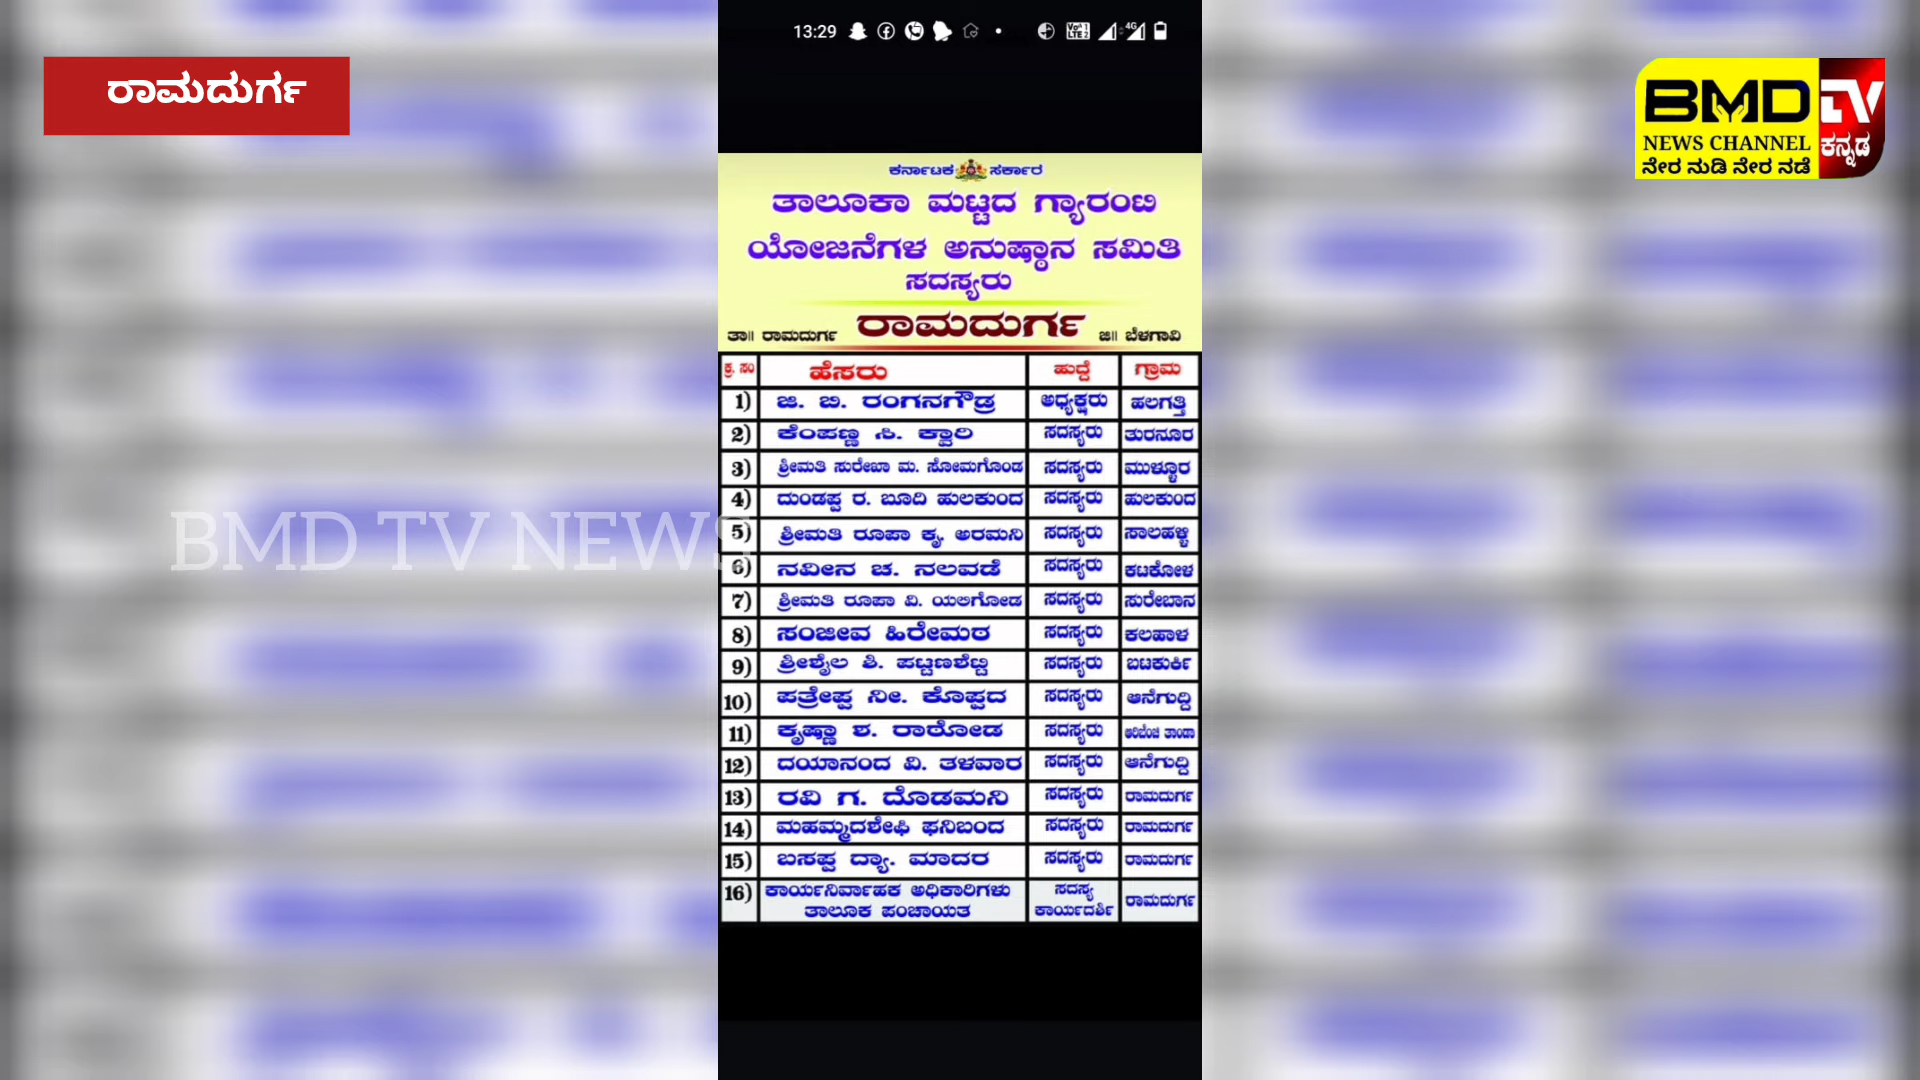 13:29
ರಾಮದುರ್ಗ
BMD TV
NEWS CHANNEL ಕನ್ನಡ
ನೇರ ನುಡಿ ನೇರ ನಡೆ
ಕರ್ನಾಟಕ ಸರ್ಕಾರ
ತಾಲೂಕಾ ಮಟ್ಟದ ಗ್ಯಾರಂಟಿ
ಯೋಜನೆಗಳ ಅನುಷ್ಠಾನ ಸಮಿತಿ
ಸದಸ್ಯರು
ತಾ॥ ರಾಮದುರ್ಗ ರಾಮದುರ್ಗ ಜಿ॥ ಬೆಳಗಾವಿ
ಕ್ರ. ಸಂ ಹೆಸರು ಹುದ್ದೆ ಗ್ರಾಮ
1) ಜಿ. ಬಿ. ರಂಗನಗೌಡ್ರ ಅಧ್ಯಕ್ಷರು ಹಲಗತ್ತಿ
2) ಕೆಂಪಣ್ಣ ಸಿ. ಕ್ವಾರಿ ಸದಸ್ಯರು ತುರನೂರ
3) ಶ್ರೀಮತಿ ಸುರೇಖಾ ಮ. ಸೋಮಗೊಂಡ ಸದಸ್ಯರು ಮುಳ್ಳೂರ
4) ದುಂಡಪ್ಪ ರ. ಬೂದಿ ಹುಲಕುಂದ ಸದಸ್ಯರು ಹುಲಕುಂದ
5) ಶ್ರೀಮತಿ ರೂಪಾ ಕೃ. ಅರಮನಿ ಸದಸ್ಯರು ಸಾಲಹಳ್ಳಿ
6) ನವೀನ ಚ. ನಲವಡೆ ಸದಸ್ಯರು ಕಟಕೋಳ
7) ಶ್ರೀಮತಿ ರೂಪಾ ವಿ. ಯಲಿಗೋಡ ಸದಸ್ಯರು ಸುರೇಬಾನ
8) ಸಂಜೀವ ಹಿರೇಮಠ ಸದಸ್ಯರು ಕಲಹಾಳ
9) ಶ್ರೀಶೈಲ ಶಿ. ಪಟ್ಟಣಶೆಟ್ಟಿ ಸದಸ್ಯರು ಬಟಕುರ್ಕಿ
10) ಪತ್ರೇಪ್ಪ ನೀ. ಕೊಪ್ಪದ ಸದಸ್ಯರು ಆನೆಗುದ್ದಿ
11) ಕೃಷ್ಣಾ ಶ. ರಾಠೋಡ ಸದಸ್ಯರು ಅರಿಬೆಂಚಿ ತಾಂಡಾ
12) ದಯಾನಂದ ವಿ. ತಳವಾರ ಸದಸ್ಯರು ಆನೆಗುದ್ದಿ
13) ರವಿ ಗ. ದೊಡಮನಿ ಸದಸ್ಯರು ರಾಮದುರ್ಗ
14) ಮಹಮ್ಮದಶೇಫಿ ಫನಿಬಂದ ಸದಸ್ಯರು ರಾಮದುರ್ಗ
15) ಬಸಪ್ಪ ದ್ಯಾ. ಮಾದರ ಸದಸ್ಯರು ರಾಮದುರ್ಗ
16) ಕಾರ್ಯನಿರ್ವಾಹಕ ಅಧಿಕಾರಿಗಳು ಸದಸ್ಯ ರಾಮದುರ್ಗ
ತಾಲೂಕ ಪಂಚಾಯತ ಕಾರ್ಯದರ್ಶಿ
BMD TV NEWS